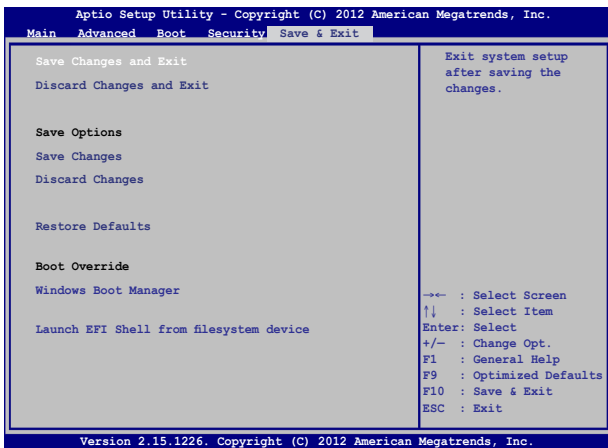 Aptio Setup Utility - Copyright (C) 2012 American Megatrends, Inc.
Main Advanced Boot Security Save & Exit
Save Changes and Exit
Discard Changes and Exit
Save Options
Save Changes
Discard Changes
Restore Defaults
Boot Override
Windows Boot Manager
Launch EFI Shell from filesystem device
Exit system setup
after saving the
changes.
→← : Select Screen
↑↓ : Select Item
Enter: Select
+/— : Change Opt.
F1 : General Help
F9 : Optimized Defaults
F10 : Save & Exit
ESC : Exit
Version 2.15.1226. Copyright (C) 2012 American Megatrends, Inc.